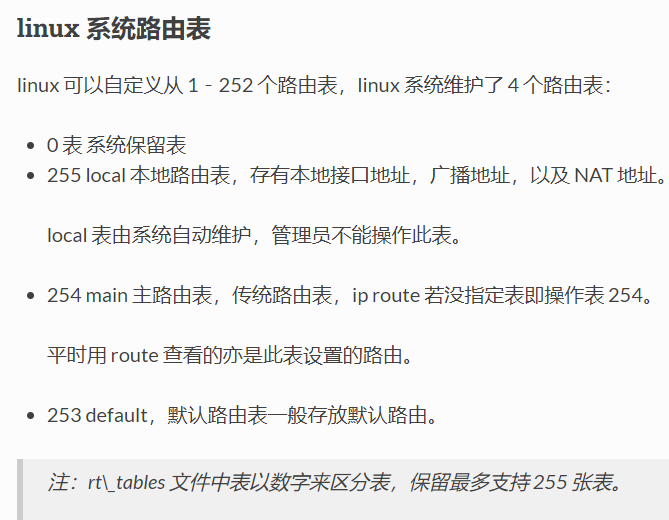 linux 系统路由表
linux 可以自定义从 1－252 个路由表，linux 系统维护了 4 个路由表：
0 表 系统保留表
255 local 本地路由表，存有本地接口地址，广播地址，以及 NAT 地址。
local 表由系统自动维护，管理员不能操作此表。
254 main 主路由表，传统路由表，ip route 若没指定表即操作表 254。
平时用 route 查看的亦是此表设置的路由。
253 default，默认路由表一般存放默认路由。
注：rt\_tables 文件中表以数字来区分表，保留最多支持 255 张表。